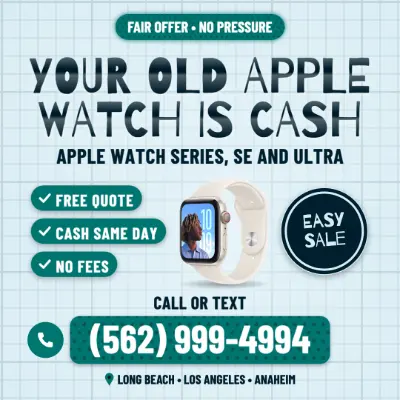 FAIR OFFER • NO PRESSURE
YOUR OLD APPLE
WATCH IS CASH
APPLE WATCH SERIES, SE AND ULTRA
FREE QUOTE
CASH SAME DAY
NO FEES
EASY
SALE
CALL OR TEXT
(562) 999-4994
LONG BEACH • LOS ANGELES • ANAHEIM